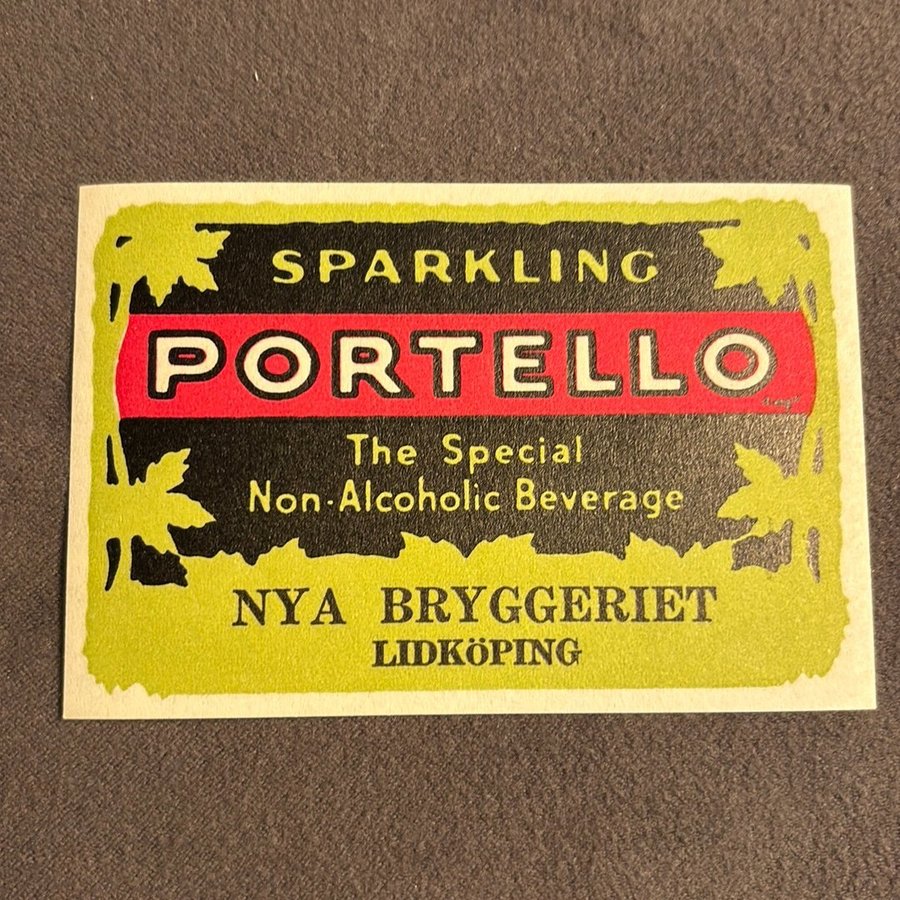 SPARKLING
PORTELLO
The Special
Non-Alcoholic Beverage
NYA BRYGGERIET
LIDKÖPING